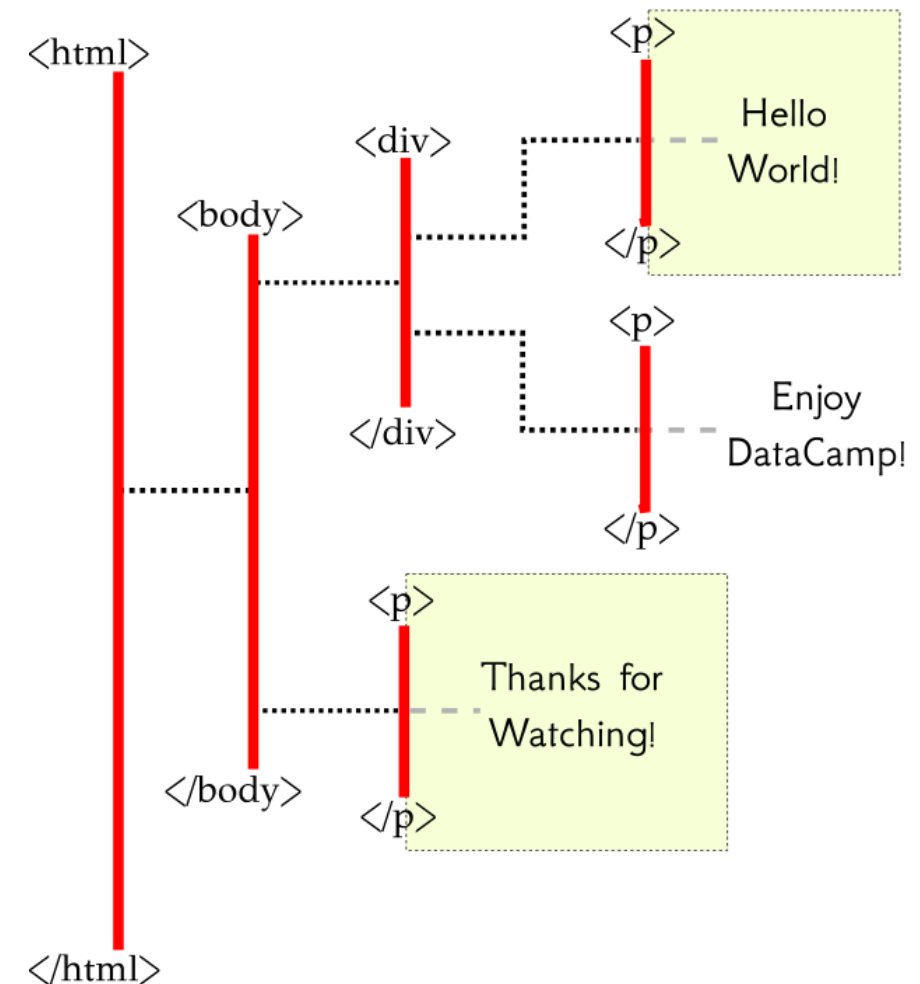 <html>
<body>
<div>
<p>
Hello
World!
</p>
<p>
Enjoy
DataCamp!
</p>
</div>
<p>
Thanks for
Watching!
</p>
</body>
</html>